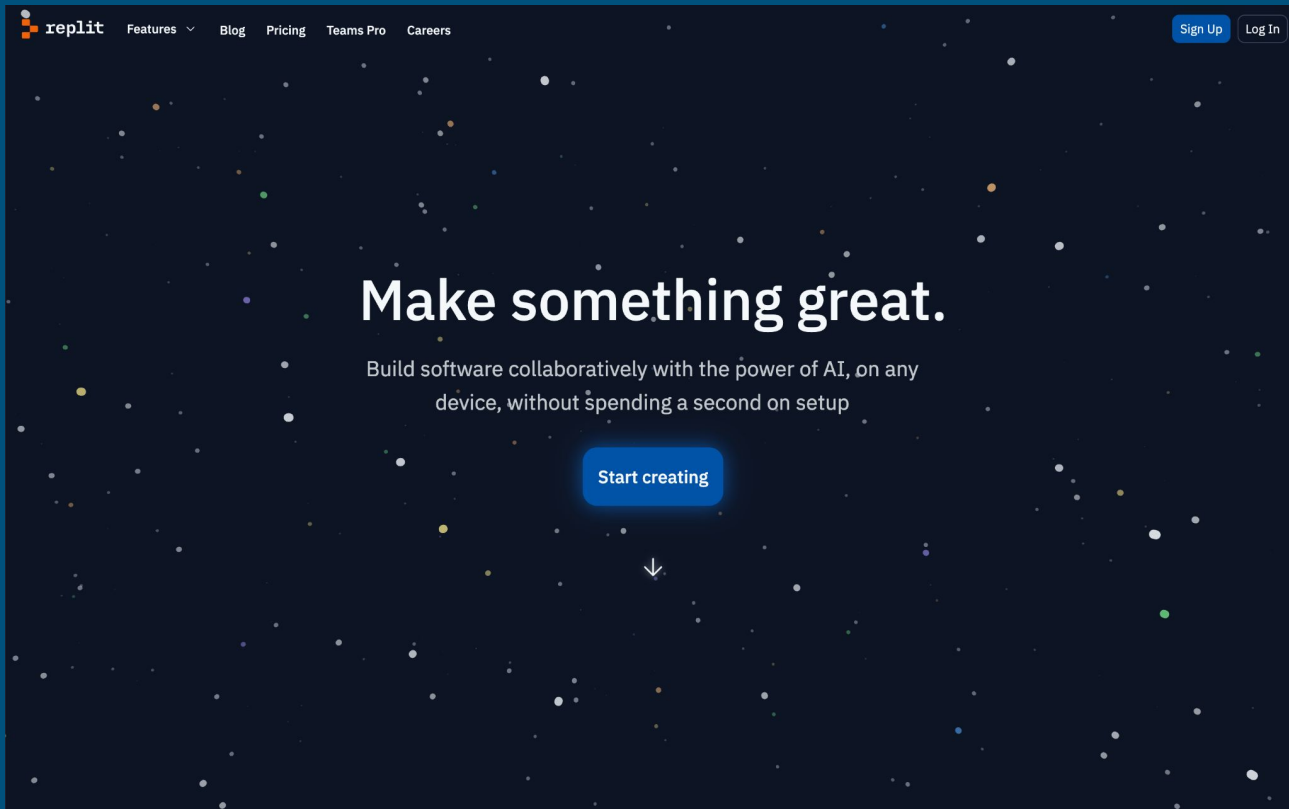 replit Features Blog Pricing Teams Pro Careers Sign Up Log In
Make something great.
Build software collaboratively with the power of AI, on any
device, without spending a second on setup
Start creating